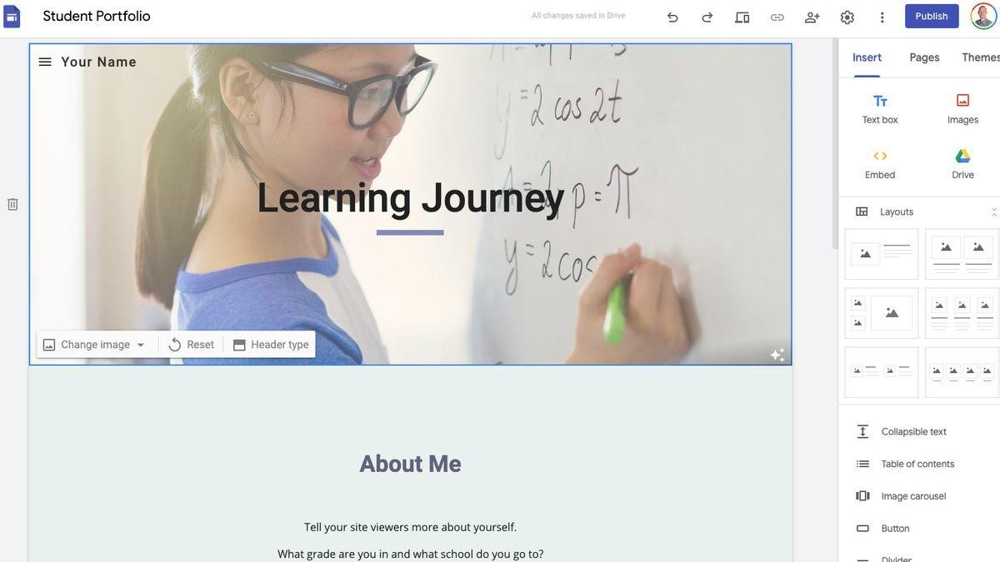 Student Portfolio
All changes saved in Drive
Publish
Your Name
Insert
Pages
Themes
y=2 cos 2t
Text box
Images
Embed
Drive
Learning Journey
p=π
y=2cos
Layouts
Change image
Reset
Header type
About Me
Collapsible text
Table of contents
Image carousel
Button
Divider
Tell your site viewers more about yourself.
What grade are you in and what school do you go to?